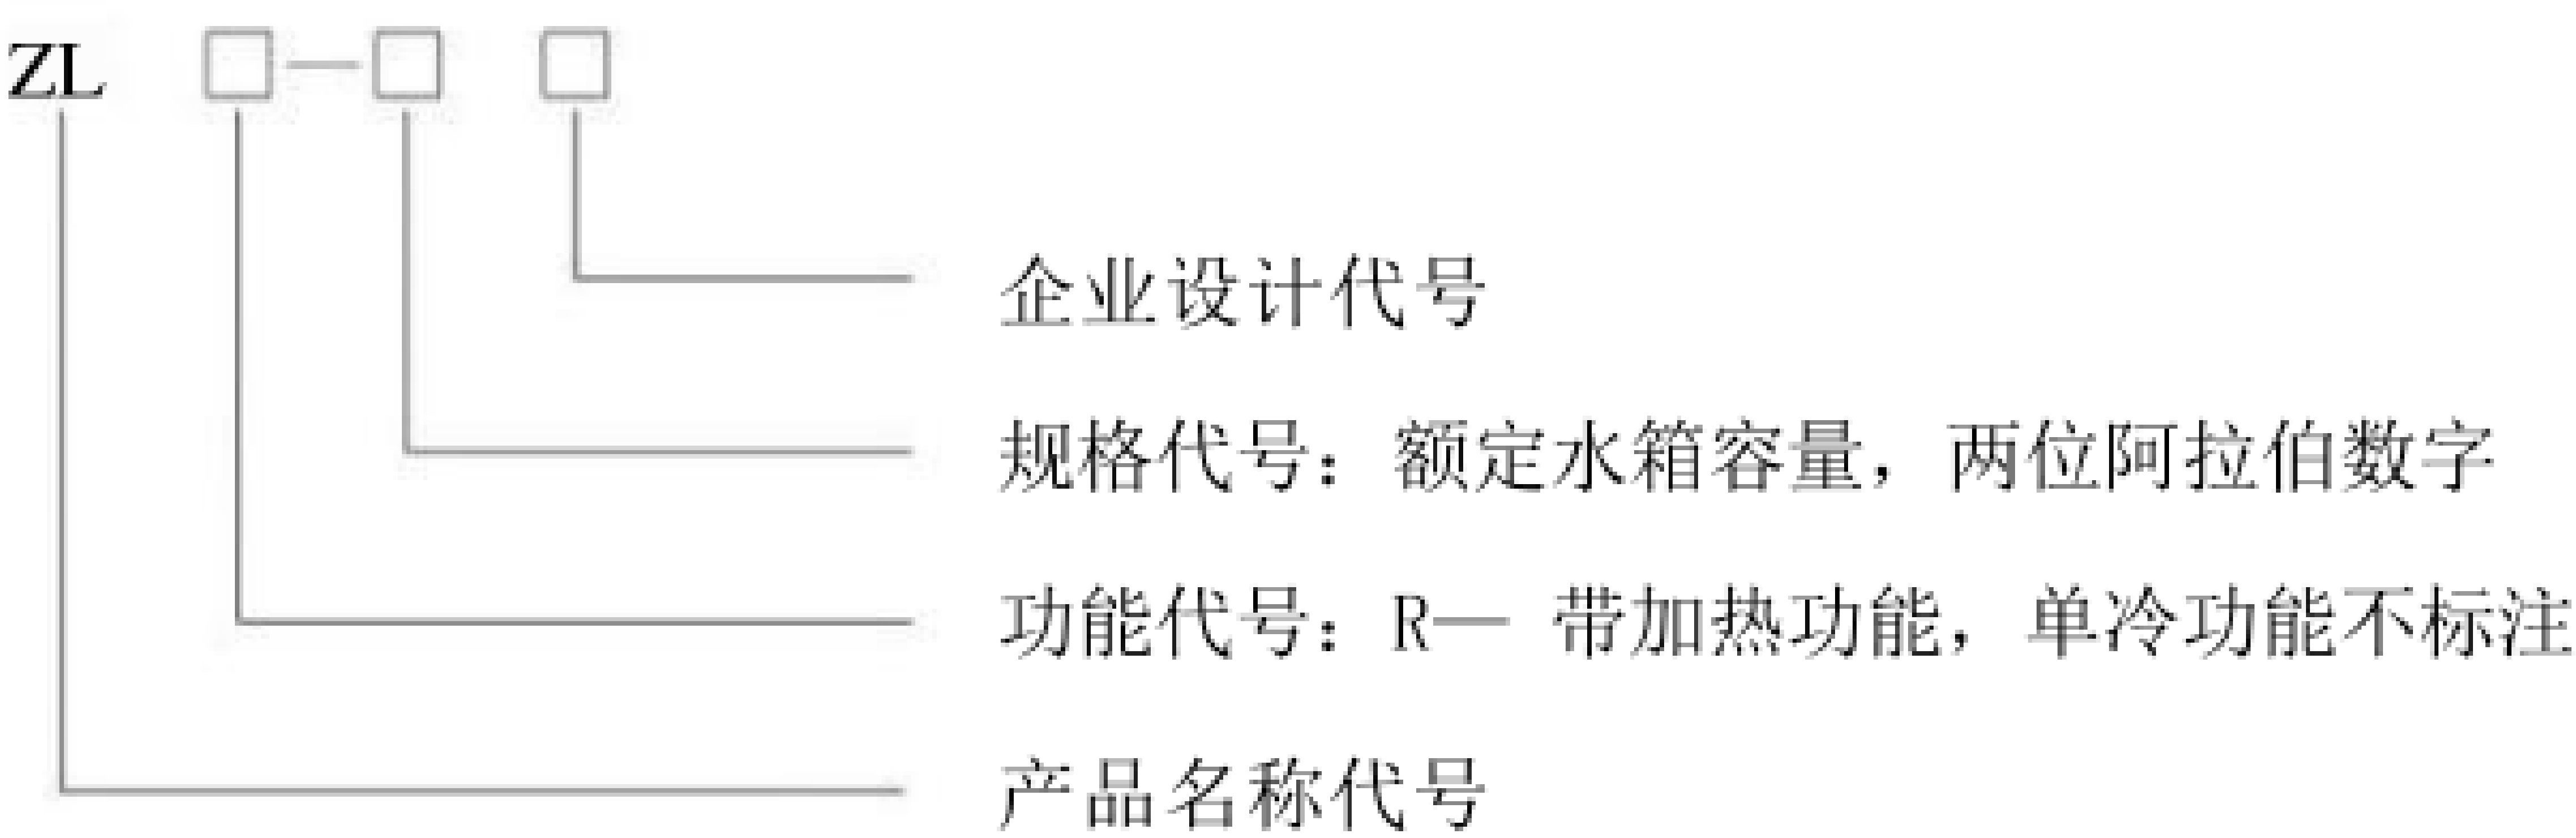 ZL □—□ □
企业设计代号
规格代号：额定水箱容量，两位阿拉伯数字
功能代号：R— 带加热功能，单冷功能不标注
产品名称代号